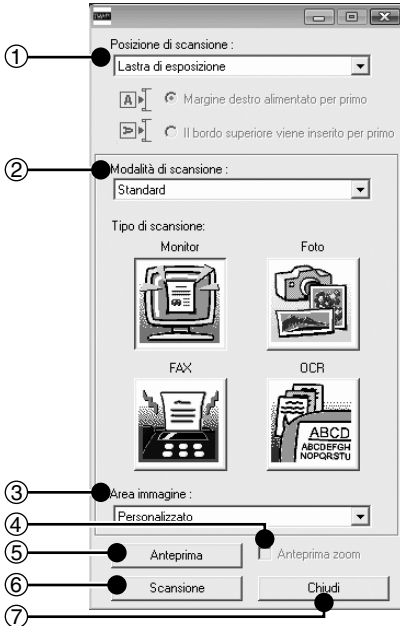 ①
Posizione di scansione :
Lastra di esposizione
A
Margine destro alimentato per primo
A
Il bordo superiore viene inserito per primo
②
Modalità di scansione :
Standard
Tipo di scansione:
Monitor
Foto
FAX
OCR
ABCD
ABCDEFGH
NOPQRSTU
③
Area immagine :
Personalizzato
④
⑤
Anteprima
Anteprima zoom
⑥
Scansione
Chiudi
⑦